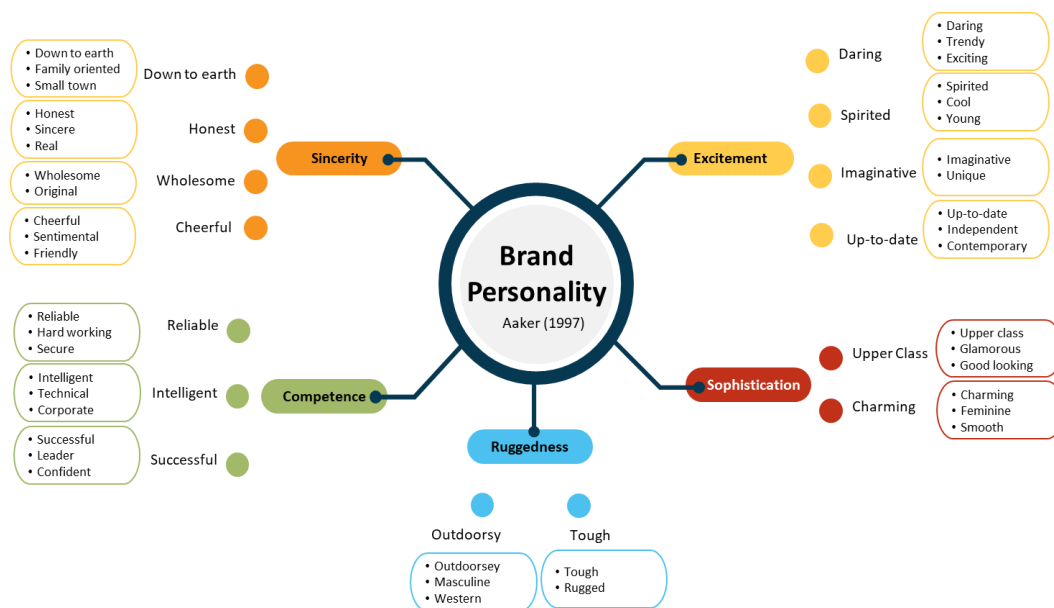 Brand
Personality
Aaker (1997)
Sincerity
Down to earth
• Down to earth
• Family oriented
• Small town
Honest
• Honest
• Sincere
• Real
Wholesome
• Wholesome
• Original
Cheerful
• Cheerful
• Sentimental
• Friendly
Excitement
Daring
• Daring
• Trendy
• Exciting
Spirited
• Spirited
• Cool
• Young
Imaginative
• Imaginative
• Unique
Up-to-date
• Up-to-date
• Independent
• Contemporary
Competence
Reliable
• Reliable
• Hard working
• Secure
Intelligent
• Intelligent
• Technical
• Corporate
Successful
• Successful
• Leader
• Confident
Sophistication
Upper Class
• Upper class
• Glamorous
• Good looking
Charming
• Charming
• Feminine
• Smooth
Ruggedness
Outdoorsy
• Outdoorsey
• Masculine
• Western
Tough
• Tough
• Rugged